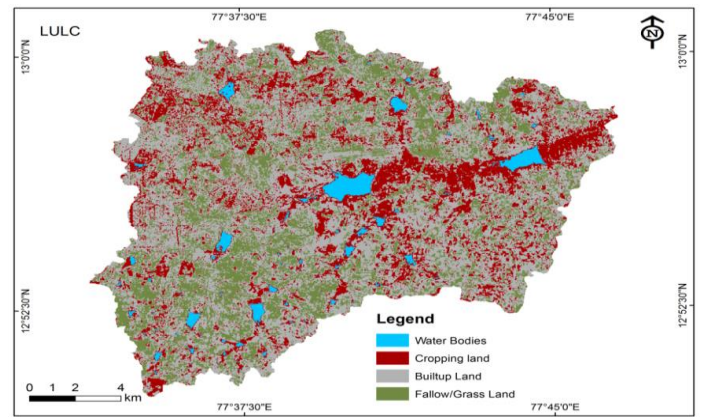 77°37'30"E 77°45'0"E
LULC
N
13°0'0"N 13°0'0"N
12°52'30"N 12°52'30"N
Legend
Water Bodies
Cropping land
Builtup Land
Fallow/Grass Land
0 1 2 4
km
77°37'30"E 77°45'0"E